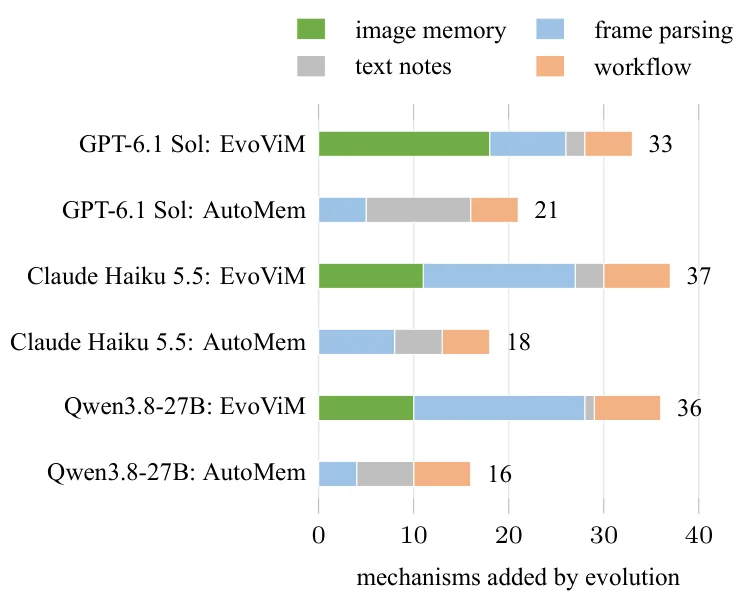 image memory frame parsing
text notes workflow
GPT-6.1 Sol: EvoViM 33
GPT-6.1 Sol: AutoMem 21
Claude Haiku 5.5: EvoViM 37
Claude Haiku 5.5: AutoMem 18
Qwen3.8-27B: EvoViM 36
Qwen3.8-27B: AutoMem 16
0 10 20 30 40
mechanisms added by evolution